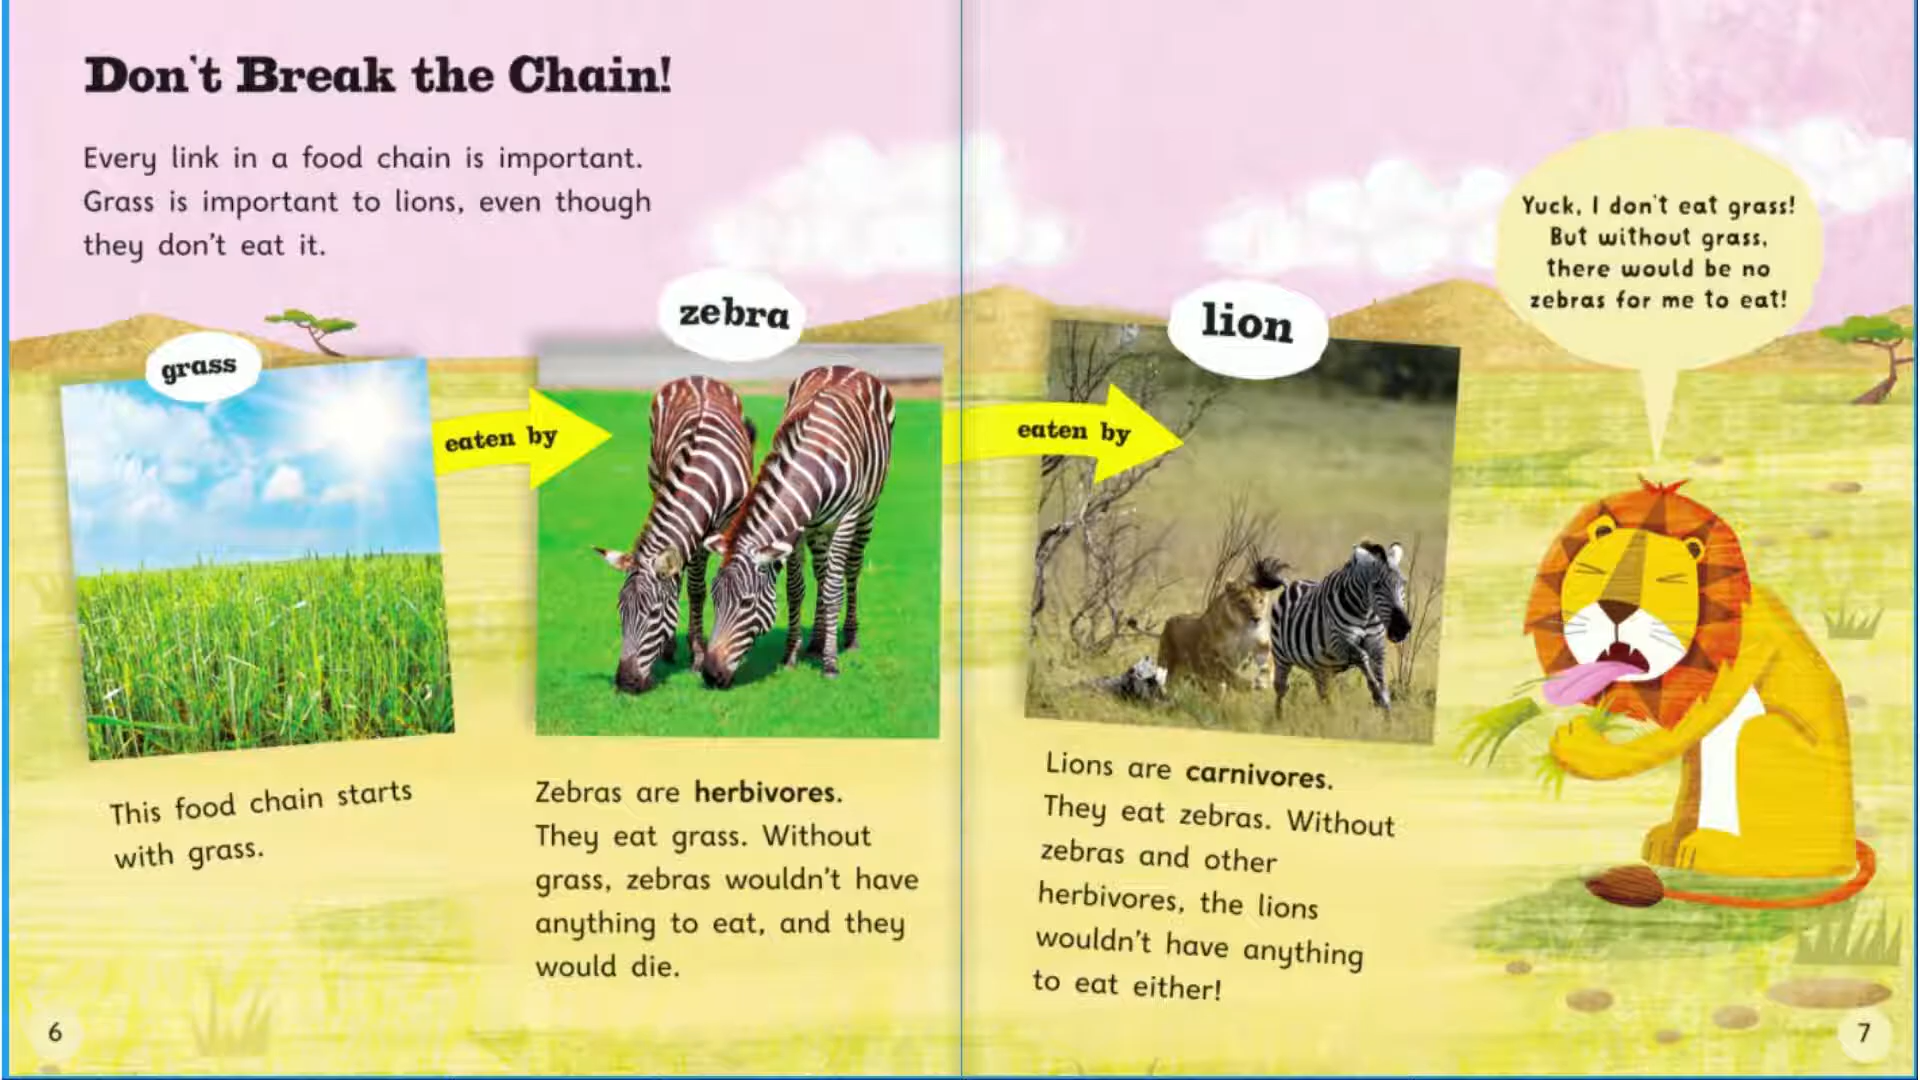 Don't Break the Chain!
Every link in a food chain is important.
Grass is important to lions, even though
they don't eat it.
grass
eaten by
zebra
eaten by
lion
This food chain starts
with grass.
Zebras are herbivores.
They eat grass. Without
grass, zebras wouldn't have
anything to eat, and they
would die.
Lions are carnivores.
They eat zebras. Without
zebras and other
herbivores, the lions
wouldn't have anything
to eat either!
Yuck, I don't eat grass!
But without grass,
there would be no
zebras for me to eat!
6
7